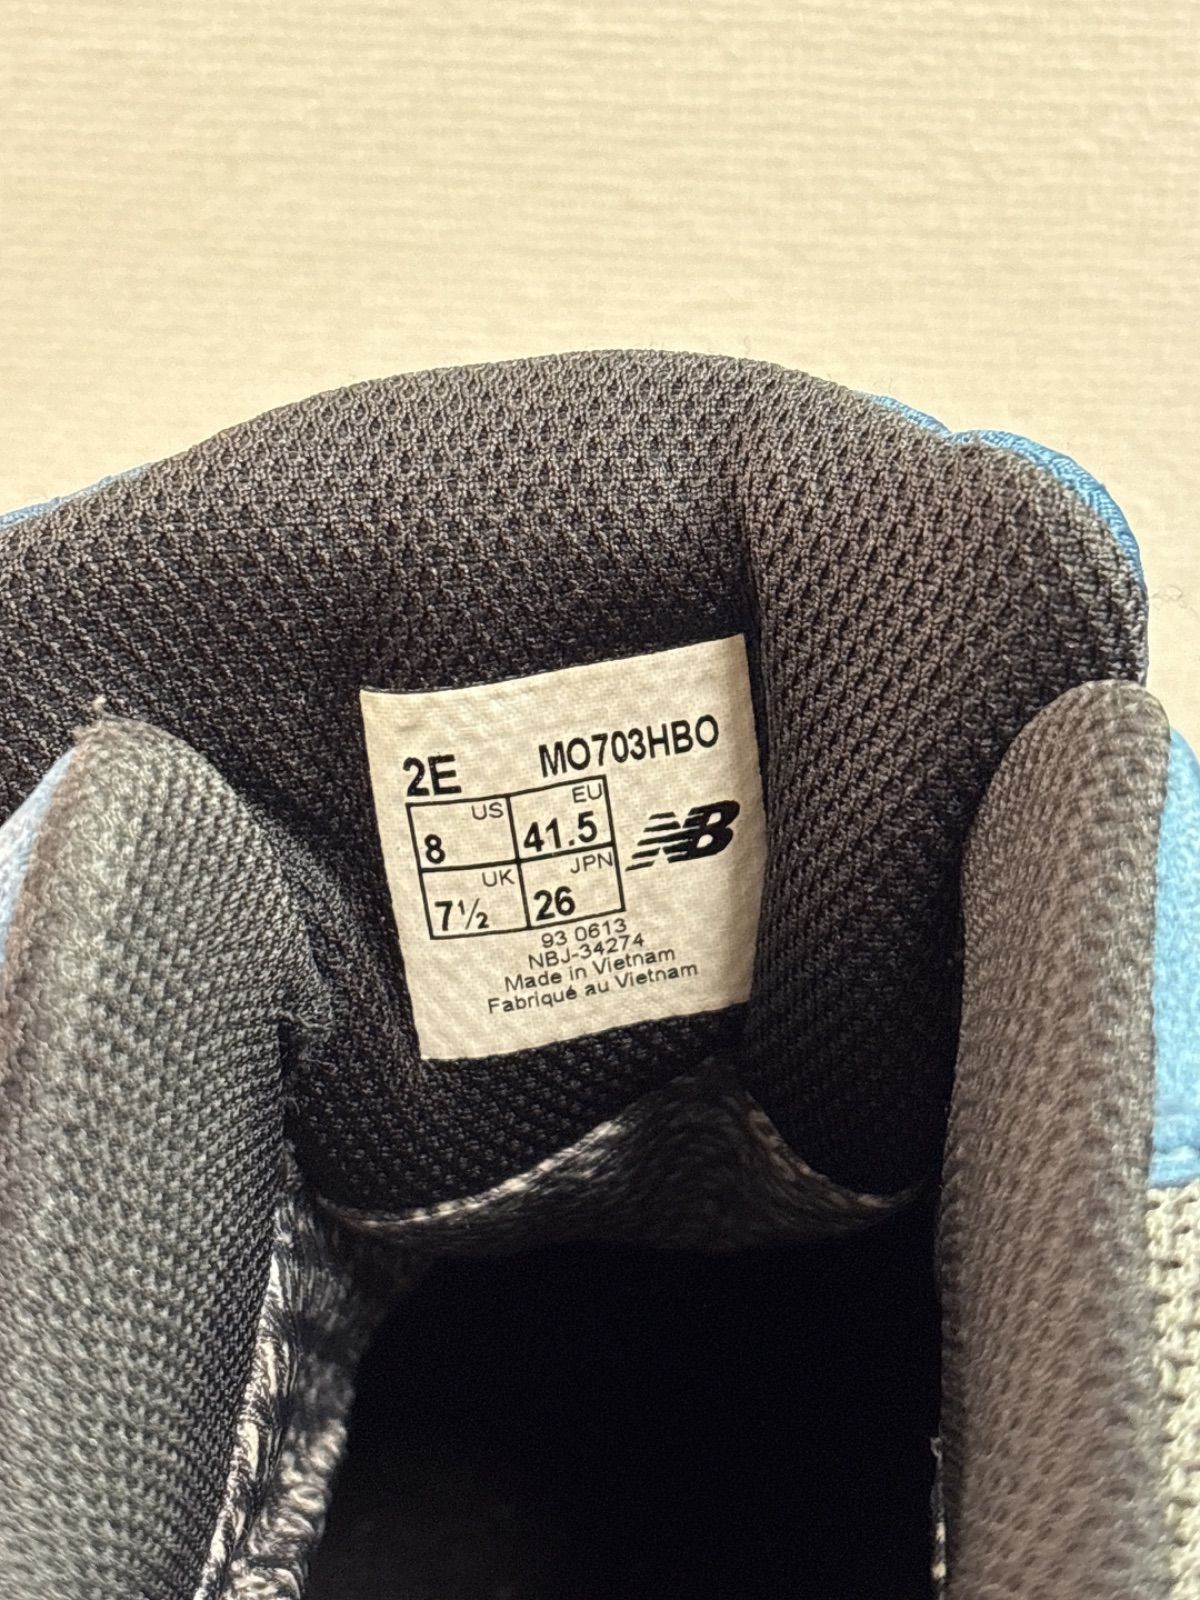 2E MO703HBO
US 8 EU 41.5
UK 7½ JPN 26
NB
93 0613
NBJ-34274
Made in Vietnam
Fabriqué au Vietnam